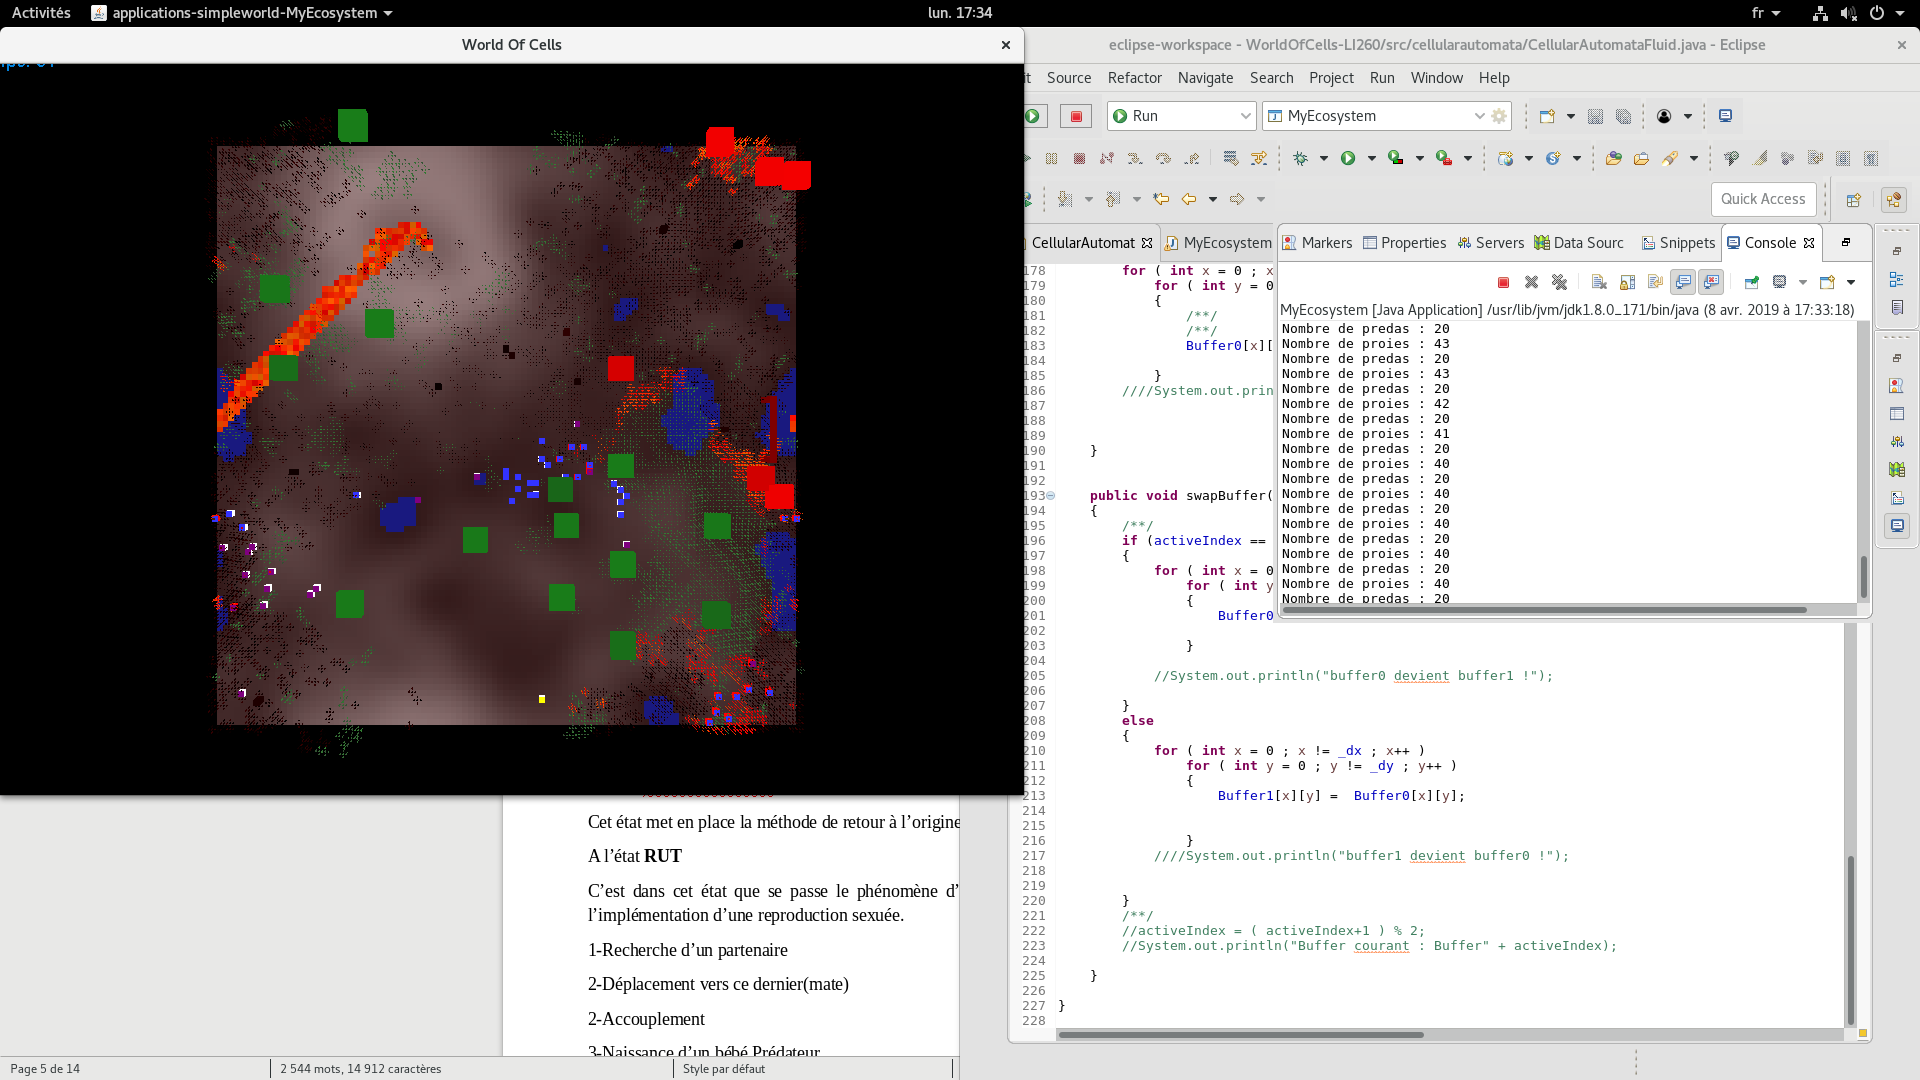 Activités
applications-simpleworld-MyEcosystem
lun. 17:34
fr
World Of Cells
eclipse-workspace - WorldOfCells-LI260/src/cellularautomata/CellularAutomataFluid.java - Eclipse
it Source Refactor Navigate Search Project Run Window Help
Run
MyEcosystem
Quick Access
CellularAutomat
MyEcosystem
Markers Properties Servers Data Sourc Snippets Console
MyEcosystem [Java Application] /usr/lib/jvm/jdk1.8.0_171/bin/java (8 avr. 2019 à 17:33:18)
Nombre de predas : 20
Nombre de proies : 43
Nombre de predas : 20
Nombre de proies : 43
Nombre de predas : 20
Nombre de proies : 42
Nombre de predas : 20
Nombre de proies : 41
Nombre de predas : 20
Nombre de proies : 40
Nombre de predas : 20
Nombre de proies : 40
Nombre de predas : 20
Nombre de proies : 40
Nombre de predas : 20
Nombre de proies : 40
Nombre de predas : 20
Nombre de proies : 40
Nombre de predas : 20
178 for ( int x = 0 ; x
179 for ( int y = 0
180 {
181 /**/
182 /**/
183 Buffer0[x][
184
185 }
186 ////System.out.prin
187
188
189
190 }
191
192
193 public void swapBuffer(
194 {
195 /**/
196 if (activeIndex ==
197 {
198 for ( int x = 0
199 for ( int y
200 {
201 Buffer0
202
203 }
204
205 //System.out.println("buffer0 devient buffer1 !");
206
207 }
208 else
209 {
210 for ( int x = 0 ; x != _dx ; x++ )
211 for ( int y = 0 ; y != _dy ; y++ )
212 {
213 Buffer1[x][y] = Buffer0[x][y];
214
215
216 }
217 ////System.out.println("buffer1 devient buffer0 !");
218
219
220 }
221 /**/
222 //activeIndex = ( activeIndex+1 ) % 2;
223 //System.out.println("Buffer courant : Buffer" + activeIndex);
224
225 }
226
227 }
228
Cet état met en place la méthode de retour à l’origine
A l’état RUT
C’est dans cet état que se passe le phénomène d’
l’implémentation d’une reproduction sexuée.
1-Recherche d’un partenaire
2-Déplacement vers ce dernier(mate)
2-Accouplement
3-Naissance d’un bébé Prédateur
Page 5 de 14
2 544 mots, 14 912 caractères
Style par défaut